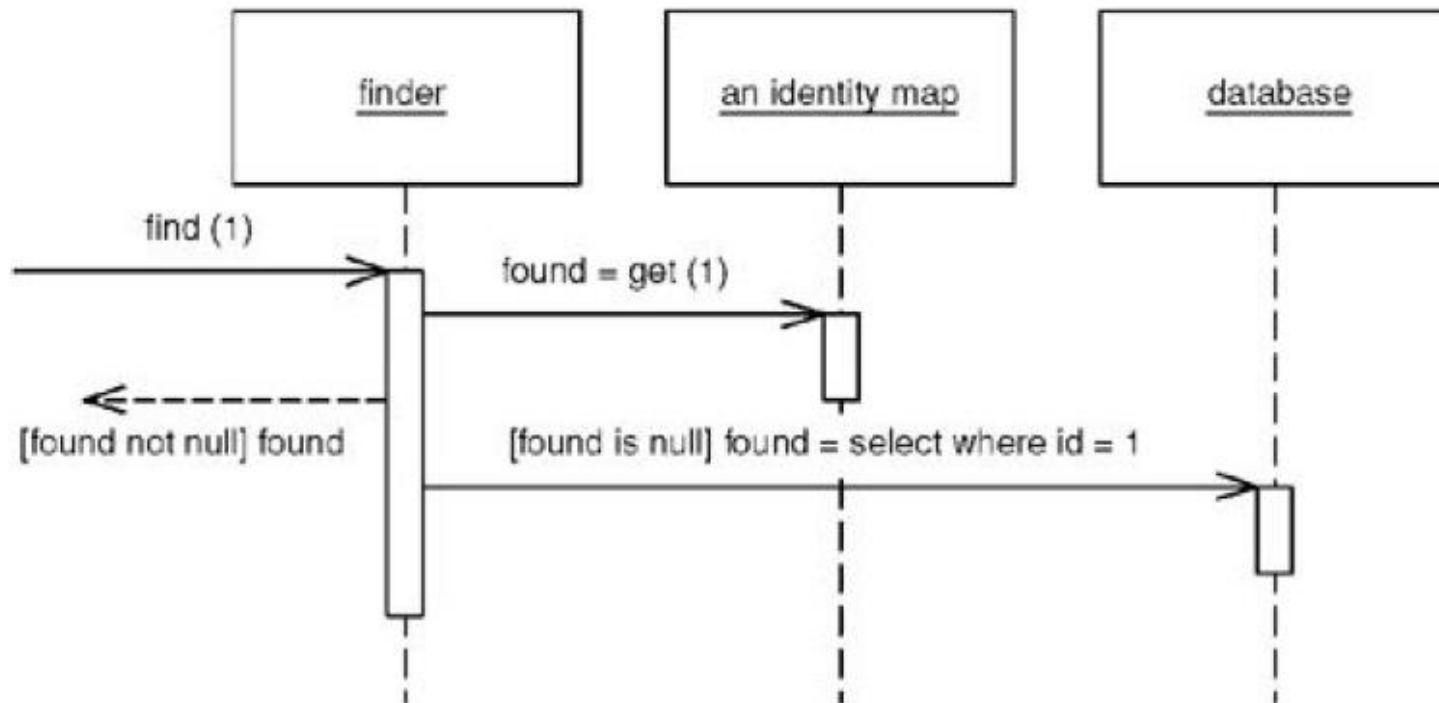 finder
an identity map
database
find (1)
found = get (1)
[found not null] found
[found is null] found = select where id = 1